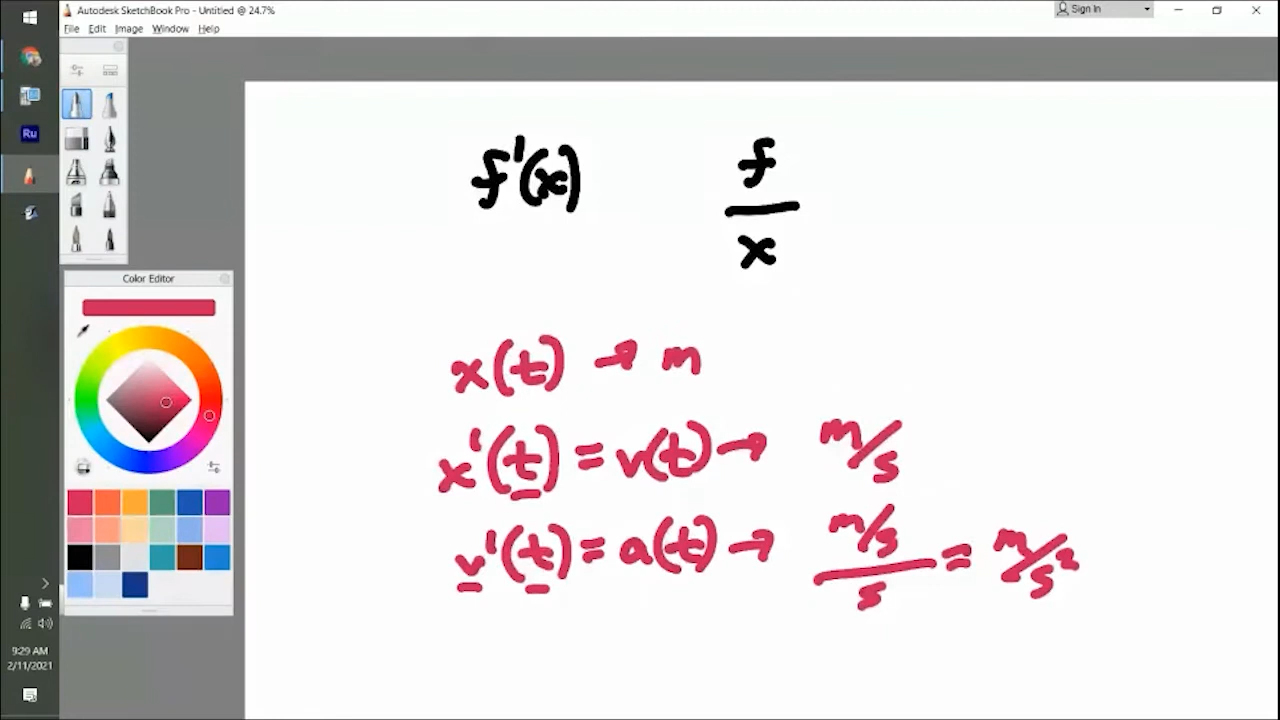 Autodesk SketchBook Pro - Untitled @ 24.7%
Sign In
File Edit Image Window Help
Ru
Color Editor
f'(x)
f
x
x(t) → m
x'(t) = v(t) → m/s
v'(t) = a(t) → m/s / s = m/s²
9:29 AM
2/11/2021